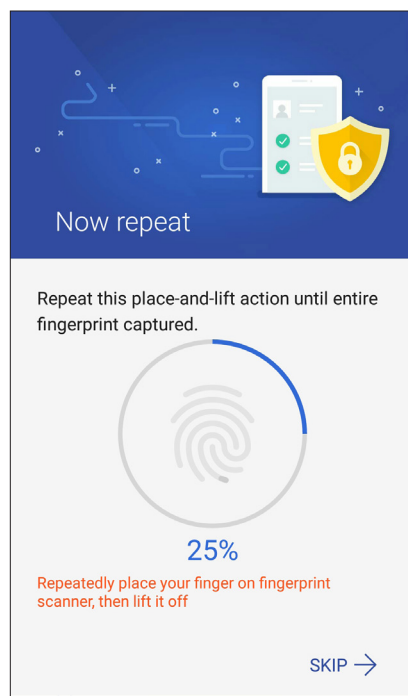 Now repeat
Repeat this place-and-lift action until entire
fingerprint captured.
25%
Repeatedly place your finger on fingerprint
scanner, then lift it off
SKIP